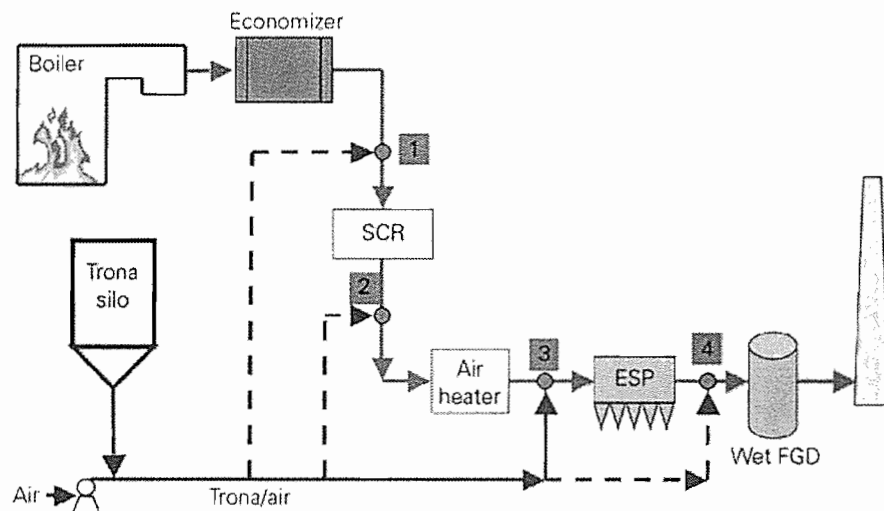 Economizer
Boiler
1
SCR
Trona
silo
2
3
4
Air
heater
ESP
Wet FGD
Air
Trona/air